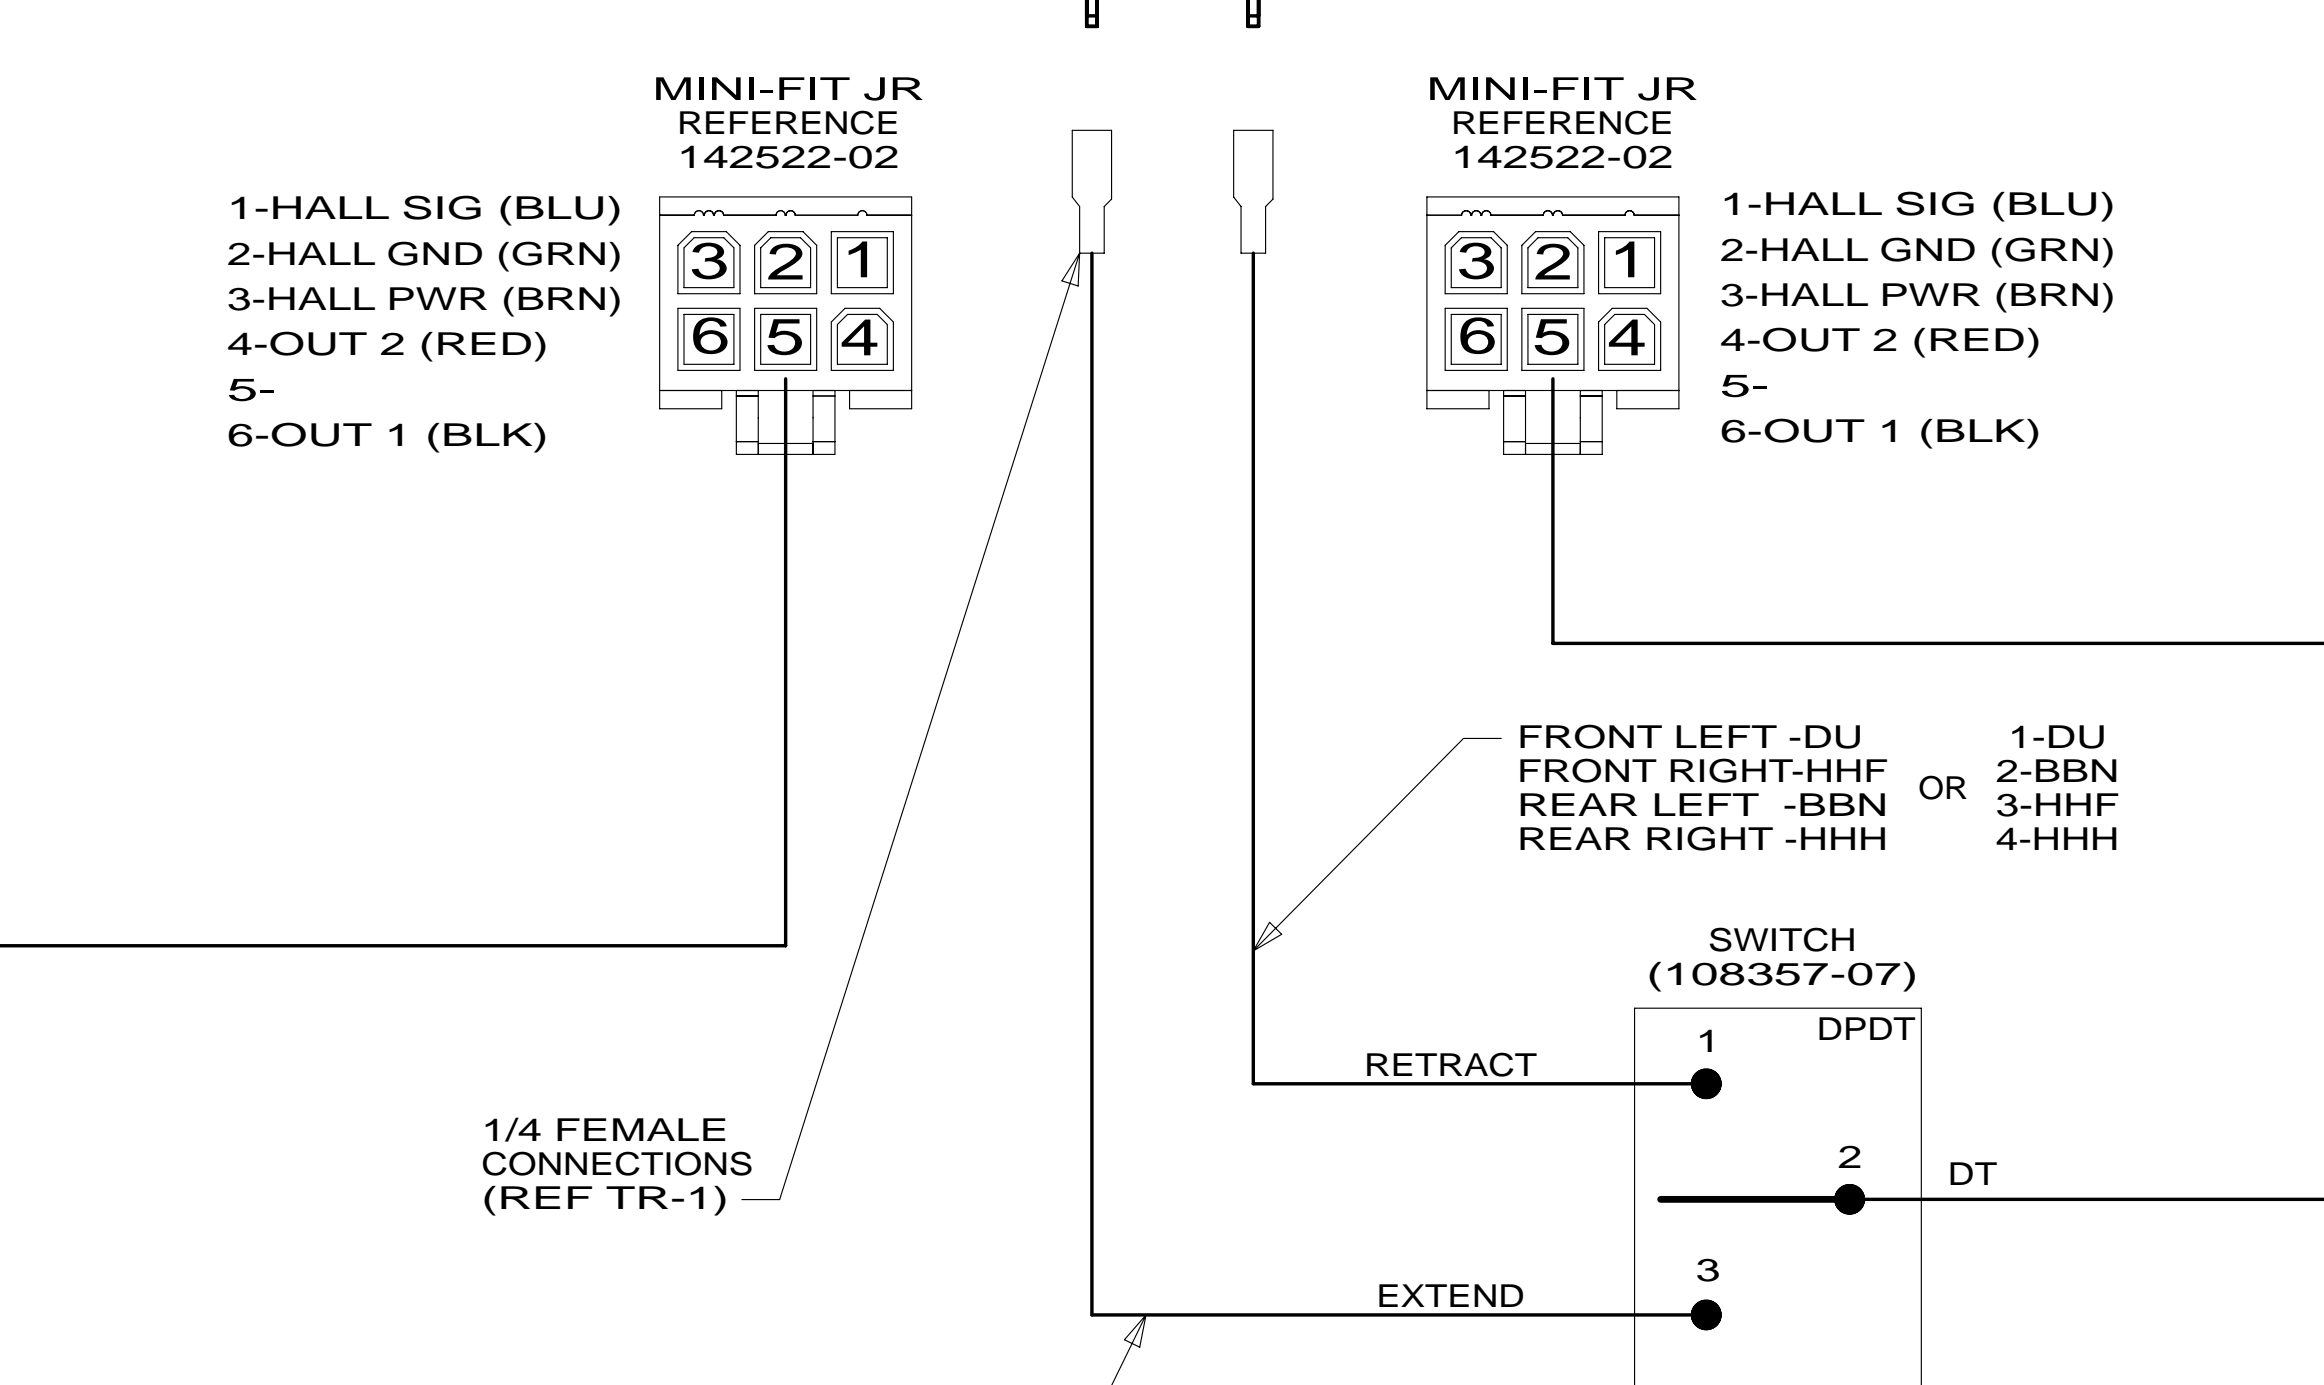 MINI-FIT JR
REFERENCE
142522-02
1-HALL SIG (BLU)
2-HALL GND (GRN)
3-HALL PWR (BRN)
4-OUT 2 (RED)
5-
6-OUT 1 (BLK)
3 2 1
6 5 4
MINI-FIT JR
REFERENCE
142522-02
3 2 1
6 5 4
1-HALL SIG (BLU)
2-HALL GND (GRN)
3-HALL PWR (BRN)
4-OUT 2 (RED)
5-
6-OUT 1 (BLK)
FRONT LEFT -DU
FRONT RIGHT-HHF
REAR LEFT -BBN
REAR RIGHT -HHH
OR
1-DU
2-BBN
3-HHF
4-HHH
SWITCH
(108357-07)
DPDT
1
RETRACT
1/4 FEMALE
CONNECTIONS
(REF TR-1)
2
DT
3
EXTEND